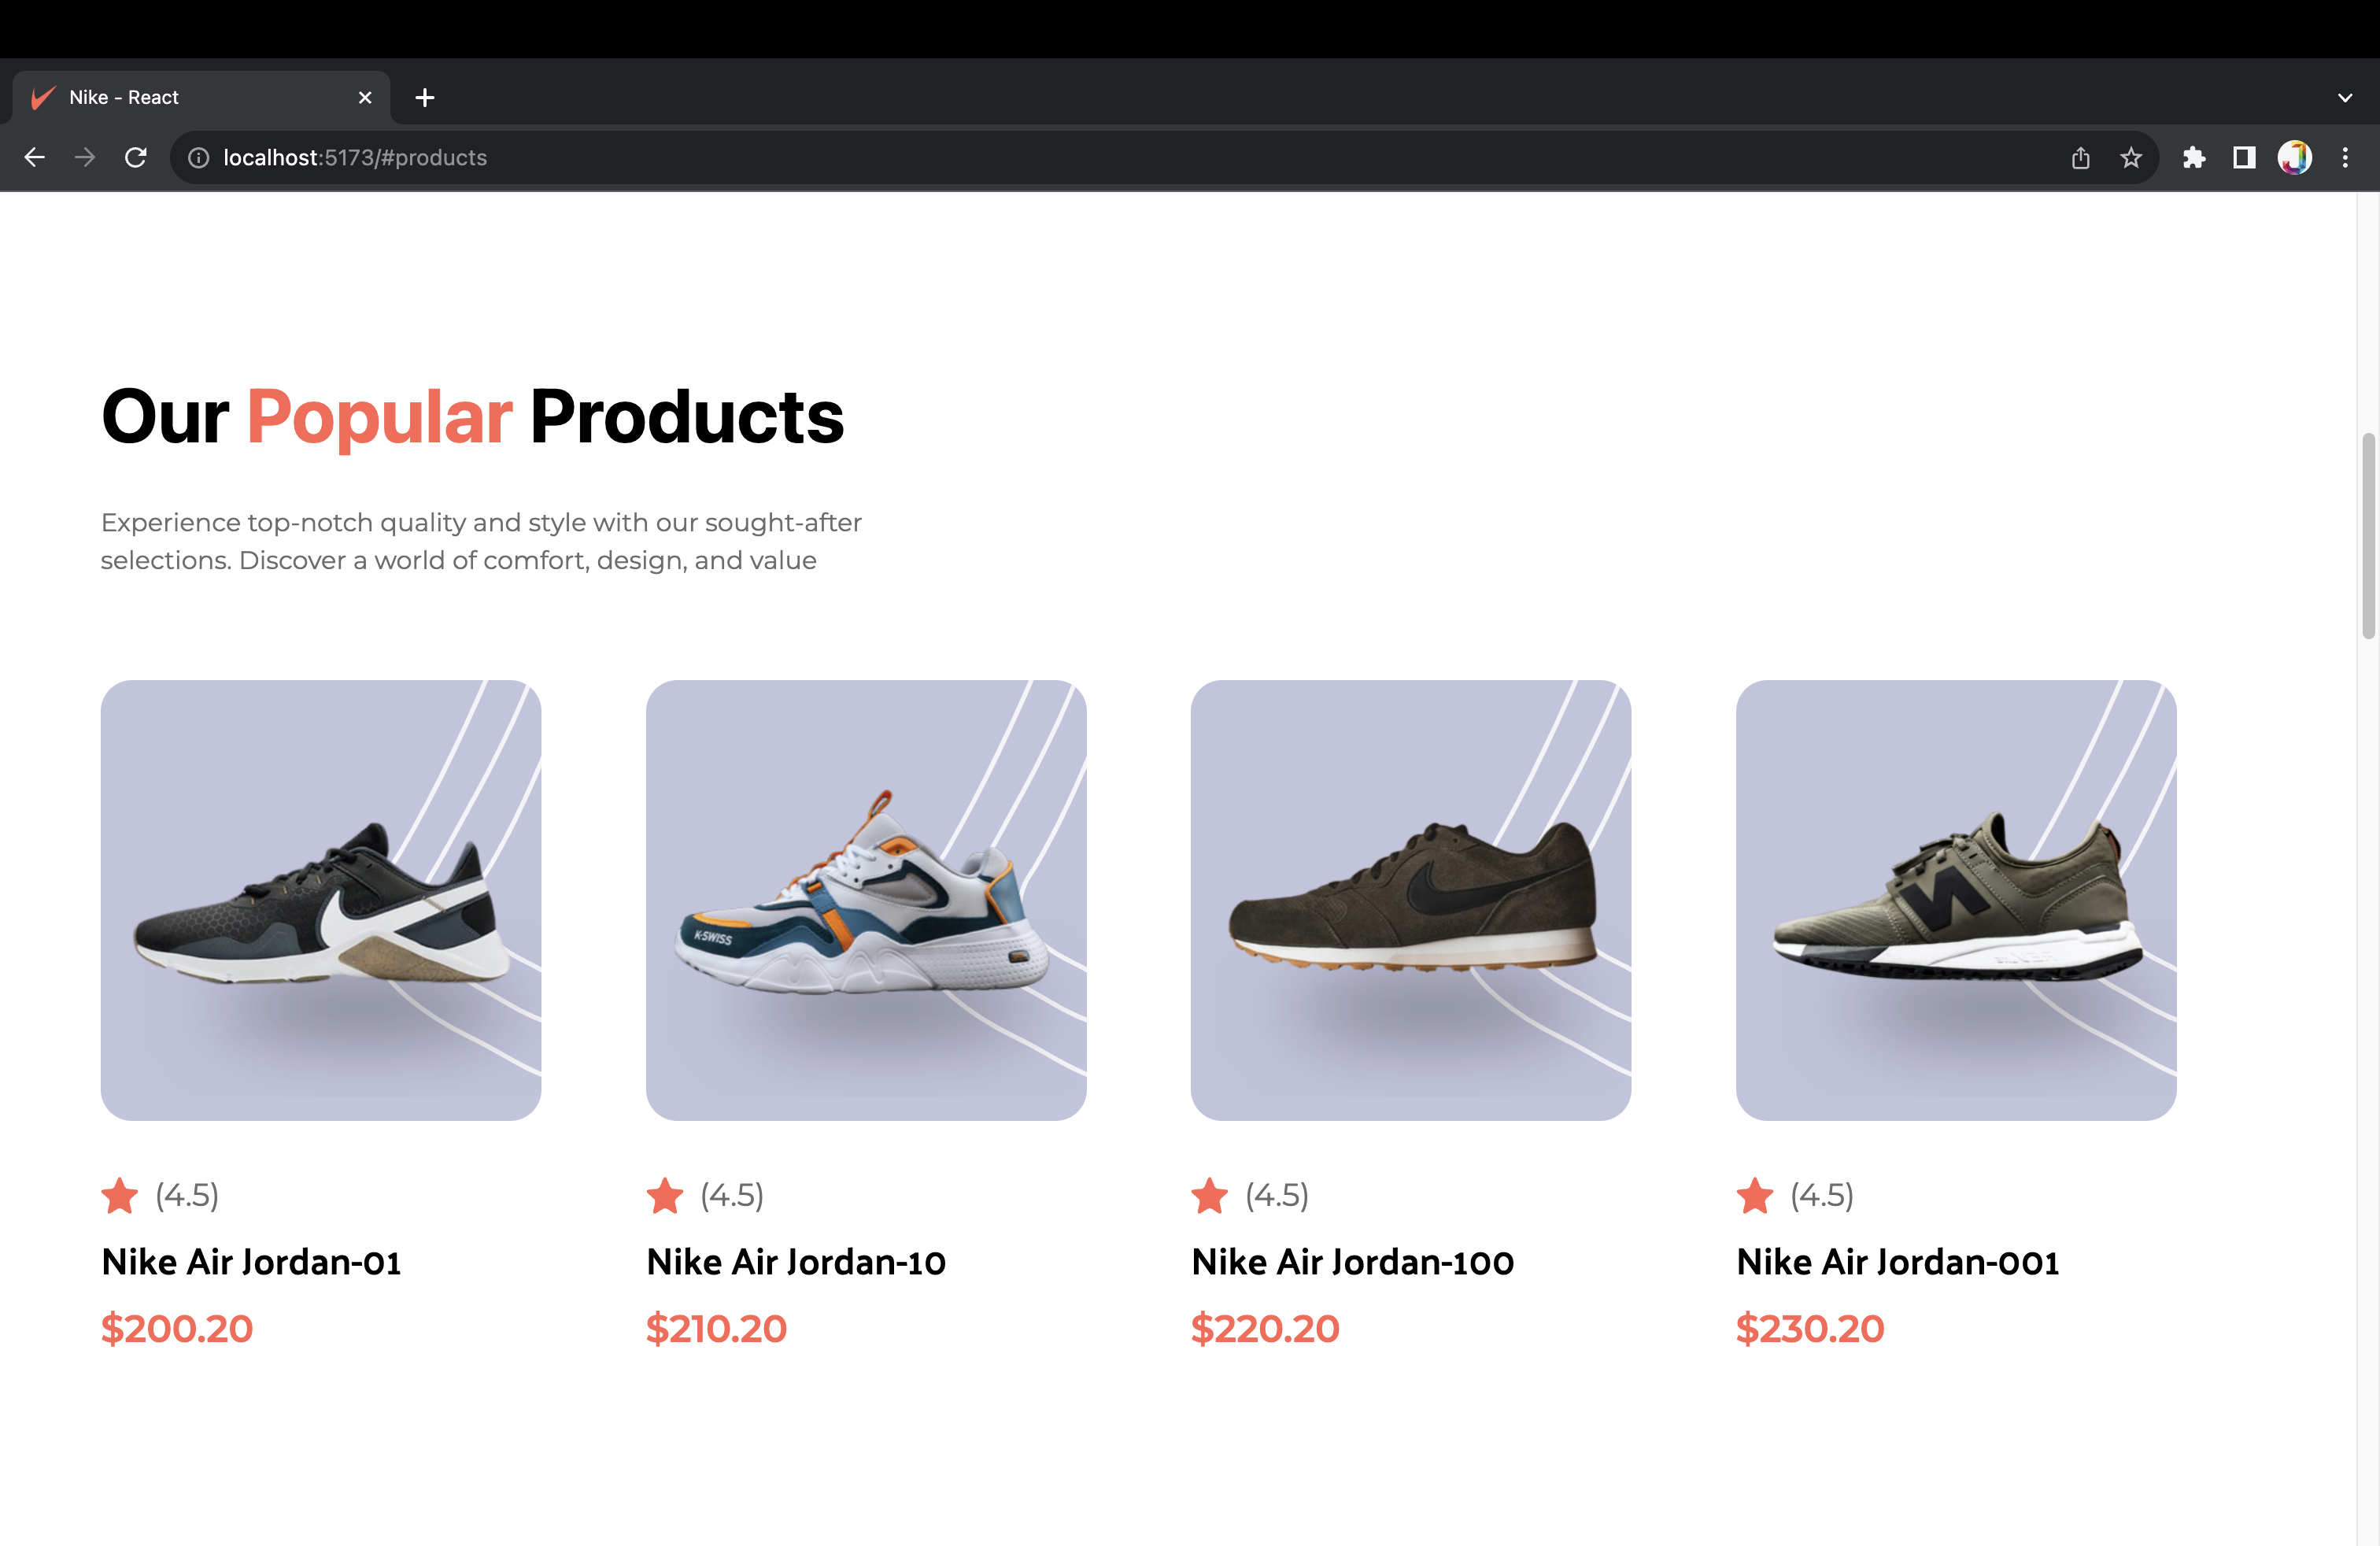 Nike - React
localhost:5173/#products
Our Popular Products
Experience top-notch quality and style with our sought-after
selections. Discover a world of comfort, design, and value
K-SWISS
N
(4.5) (4.5) (4.5) (4.5)
Nike Air Jordan-01 Nike Air Jordan-10 Nike Air Jordan-100 Nike Air Jordan-001
$200.20 $210.20 $220.20 $230.20